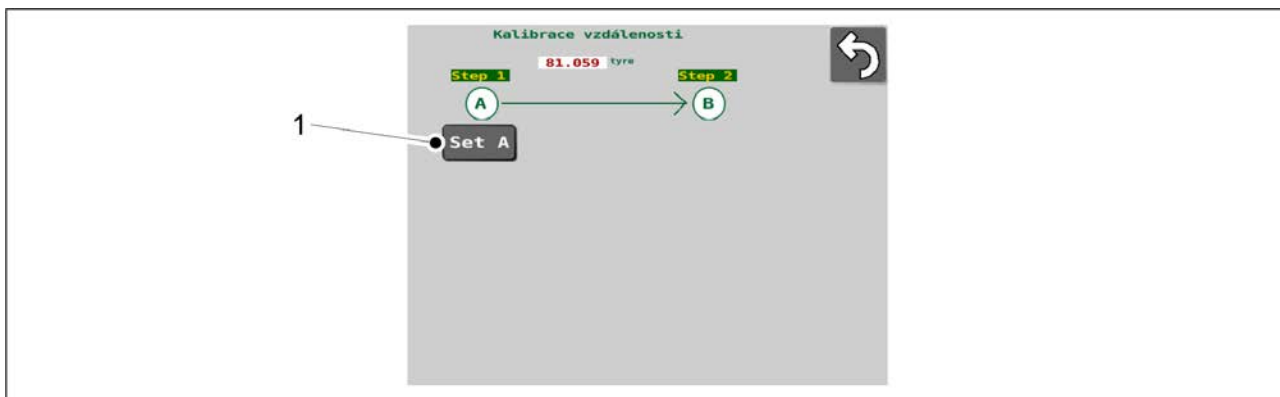 Kalibrace vzdálenosti
81.059 tyre
Step 1 Step 2
A B
1
Set A